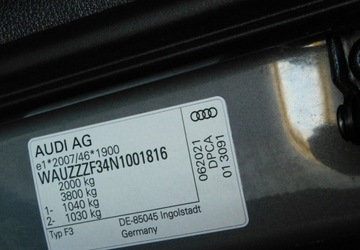 AUDI AG
e1*2007/46*1900
WAUZZZF34N1001816
2000 kg
3800 kg
1- 1040 kg
2- 1030 kg
Typ F3
DE-85045 Ingolstadt
Germany
062021
DPCA
013091